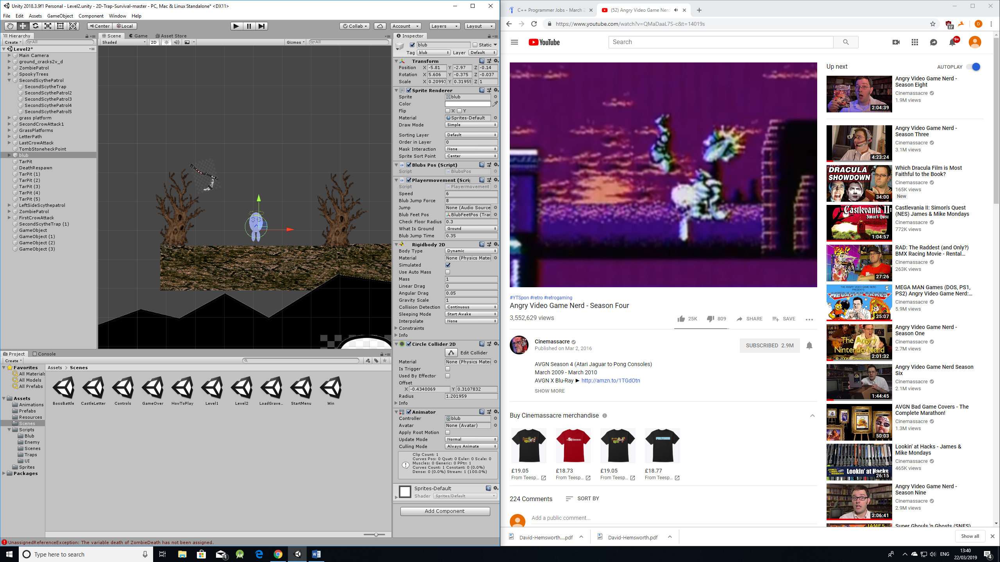 Unity 2018.3.9f1 Personal - Level2.unity - 2D-Trap-Survival-master - PC, Mac & Linux Standalone* <DX11>
File Edit Assets GameObject Component Window Help
Center Local
Collab Account Layers Layout
Hierarchy
Create All
Level2*
Main Camera
ground_cracks2v_d
ZombiePatrol
SpookyTrees
SecondScythePatrol
SecondScytheTrap
SecondScythePatrol2
SecondScythePatrol3
SecondScythePatrol4
SecondScythePatrol5
grass platform
SecondCrowAttack1
GrassPlatforms
LetterPath
LastCrowAttack
TombStoneheckPoint
blub
TarPit
DeathRespawn
TarPit (1)
TarPit (2)
TarPit (3)
TarPit (4)
TarPit (5)
LeftSideScythepatrol
ZombiePatrol
FirstCrowAttack
SecondScytheTrap (1)
GameObject
GameObject (1)
GameObject (2)
GameObject (3)
Scene Game Asset Store
Shaded 2D Gizmos All
Inspector
blub Static
Tag blub Layer Default
Transform
Position X -5.81 Y -2.97 Z -0.14
Rotation X 5.606 Y -0.375 Z -0.037
Scale X 0.20993 Y 0.31955 Z 1
Sprite Renderer
Sprite blub
Color
Flip X Y
Material Sprites-Default
Draw Mode Simple
Sorting Layer Default
Order in Layer 0
Mask Interaction None
Sprite Sort Point Center
Blubs Pos (Script)
Script BlubsPos
Playermovement (Scrip
Script Playermovement
Speed 6
Blub Jump Force 8
Jump None (Audio Source
Blub Feet Pos BlubFeetPos (Tran
Check Floor Radius 0.3
What Is Ground Ground
Blub Jump Time 0.35
Rigidbody 2D
Body Type Dynamic
Material None (Physics Mater
Simulated
Use Auto Mass
Mass 1
Linear Drag 0
Angular Drag 0.05
Gravity Scale 1
Collision Detection Continuous
Sleeping Mode Start Awake
Interpolate None
Constraints
Info
Circle Collider 2D
Edit Collider
Material None (Physics Mater
Is Trigger
Used By Effector
Offset
X -0.4340069 Y 0.3107832
Radius 1.201959
Info
Animator
Controller blub
Avatar None (Avatar)
Apply Root Motion
Update Mode Normal
Culling Mode Always Animate
Clip Count: 1
Curves Pos: 0 Quat: 0 Euler: 0 Scale: 0
Muscles: 0 Generic: 0 PPtr: 1
Curves Count: 1 Constant: 0 (0.0%)
Dense: 0 (0.0%) Stream: 1 (100.0%)
Sprites-Default
Shader Sprites/Default
Add Component
Project Console
Create
Favorites
All Materials
All Models
All Prefabs
Assets
Animations
Prefabs
Resources
Scenes
Scripts
Blub
Enemy
Scenes
Traps
UI
Sprites
Packages
Assets > Scenes
BossBattle CastleLetter Controls GameOver HowToPlay Level1 Level2 LoadGrave... StartMenu Win
UnassignedReferenceException: The variable death of ZombieDeath has not been assigned.
C++ Programmer Jobs - March 2
(52) Angry Video Game Nerd
https://www.youtube.com/watch?v=QMaDaaL7S-c&t=14019s
37
D
YouTube
Search
9+
#YTSpon #retro #retrogaming
Angry Video Game Nerd - Season Four
3,552,629 views
25K 809 SHARE SAVE
Cinemassacre
Published on Mar 2, 2016
SUBSCRIBED 2.9M
AVGN Season 4 (Atari Jaguar to Pong Consoles)
March 2009 - March 2010
AVGN X Blu-Ray ► http://amzn.to/1TGdOtn
SHOW MORE
Buy Cinemassacre merchandise
£19.05 £18.73 £19.05 £18.77
From Teesp... From Teesp... From Teesp... From Teesp...
224 Comments SORT BY
Add a public comment...
Up next AUTOPLAY
Angry Video Game Nerd -
Season Eight
Cinemassacre
1.9M views
2:04:39
Angry Video Game Nerd -
Season Three
Cinemassacre
3.1M views
4:23:24
DRACULA
SHOWDOWN
34:00
Which Dracula Film is Most
Faithful to the Book?
Cinemassacre
165K views
New
Castlevania II:
Simon's Quest
1:04:57
Castlevania II: Simon's Quest
(NES) James & Mike Mondays
Cinemassacre
772K views
27:26
RAD: The Raddest (and Only?)
BMX Racing Movie - Rental...
Cinemassacre
263K views
THE ANGRY VIDEO GAME NERD
PRESENTS
MEGA MAN GAMES
25:07
MEGA MAN Games (DOS, PS1,
PS2) Angry Video Game Nerd:...
Cinemassacre
5.9M views
The Angry
Nintendo Nerd
2:01:32
Angry Video Game Nerd -
Season One
Cinemassacre
2.7M views
1:44:45
Angry Video Game Nerd Season
Six
Cinemassacre
2.1M views
50:03
AVGN Bad Game Covers - The
Complete Marathon!
Cinemassacre
1.3M views
JAMES
& MIKE
MONDAYS
Lookin' at Hacks
26:15
Lookin' at Hacks - James &
Mike Mondays
Cinemassacre
465K views
2:06:41
Angry Video Game Nerd -
Season Nine
Cinemassacre
2.9M views
JAMES
Super Ghouls 'n Ghosts (SNES)
David-Hemsworth....pdf
David-Hemsworth.pdf
Show all
Type here to search
1
ENG
13:40
22/03/2019
4